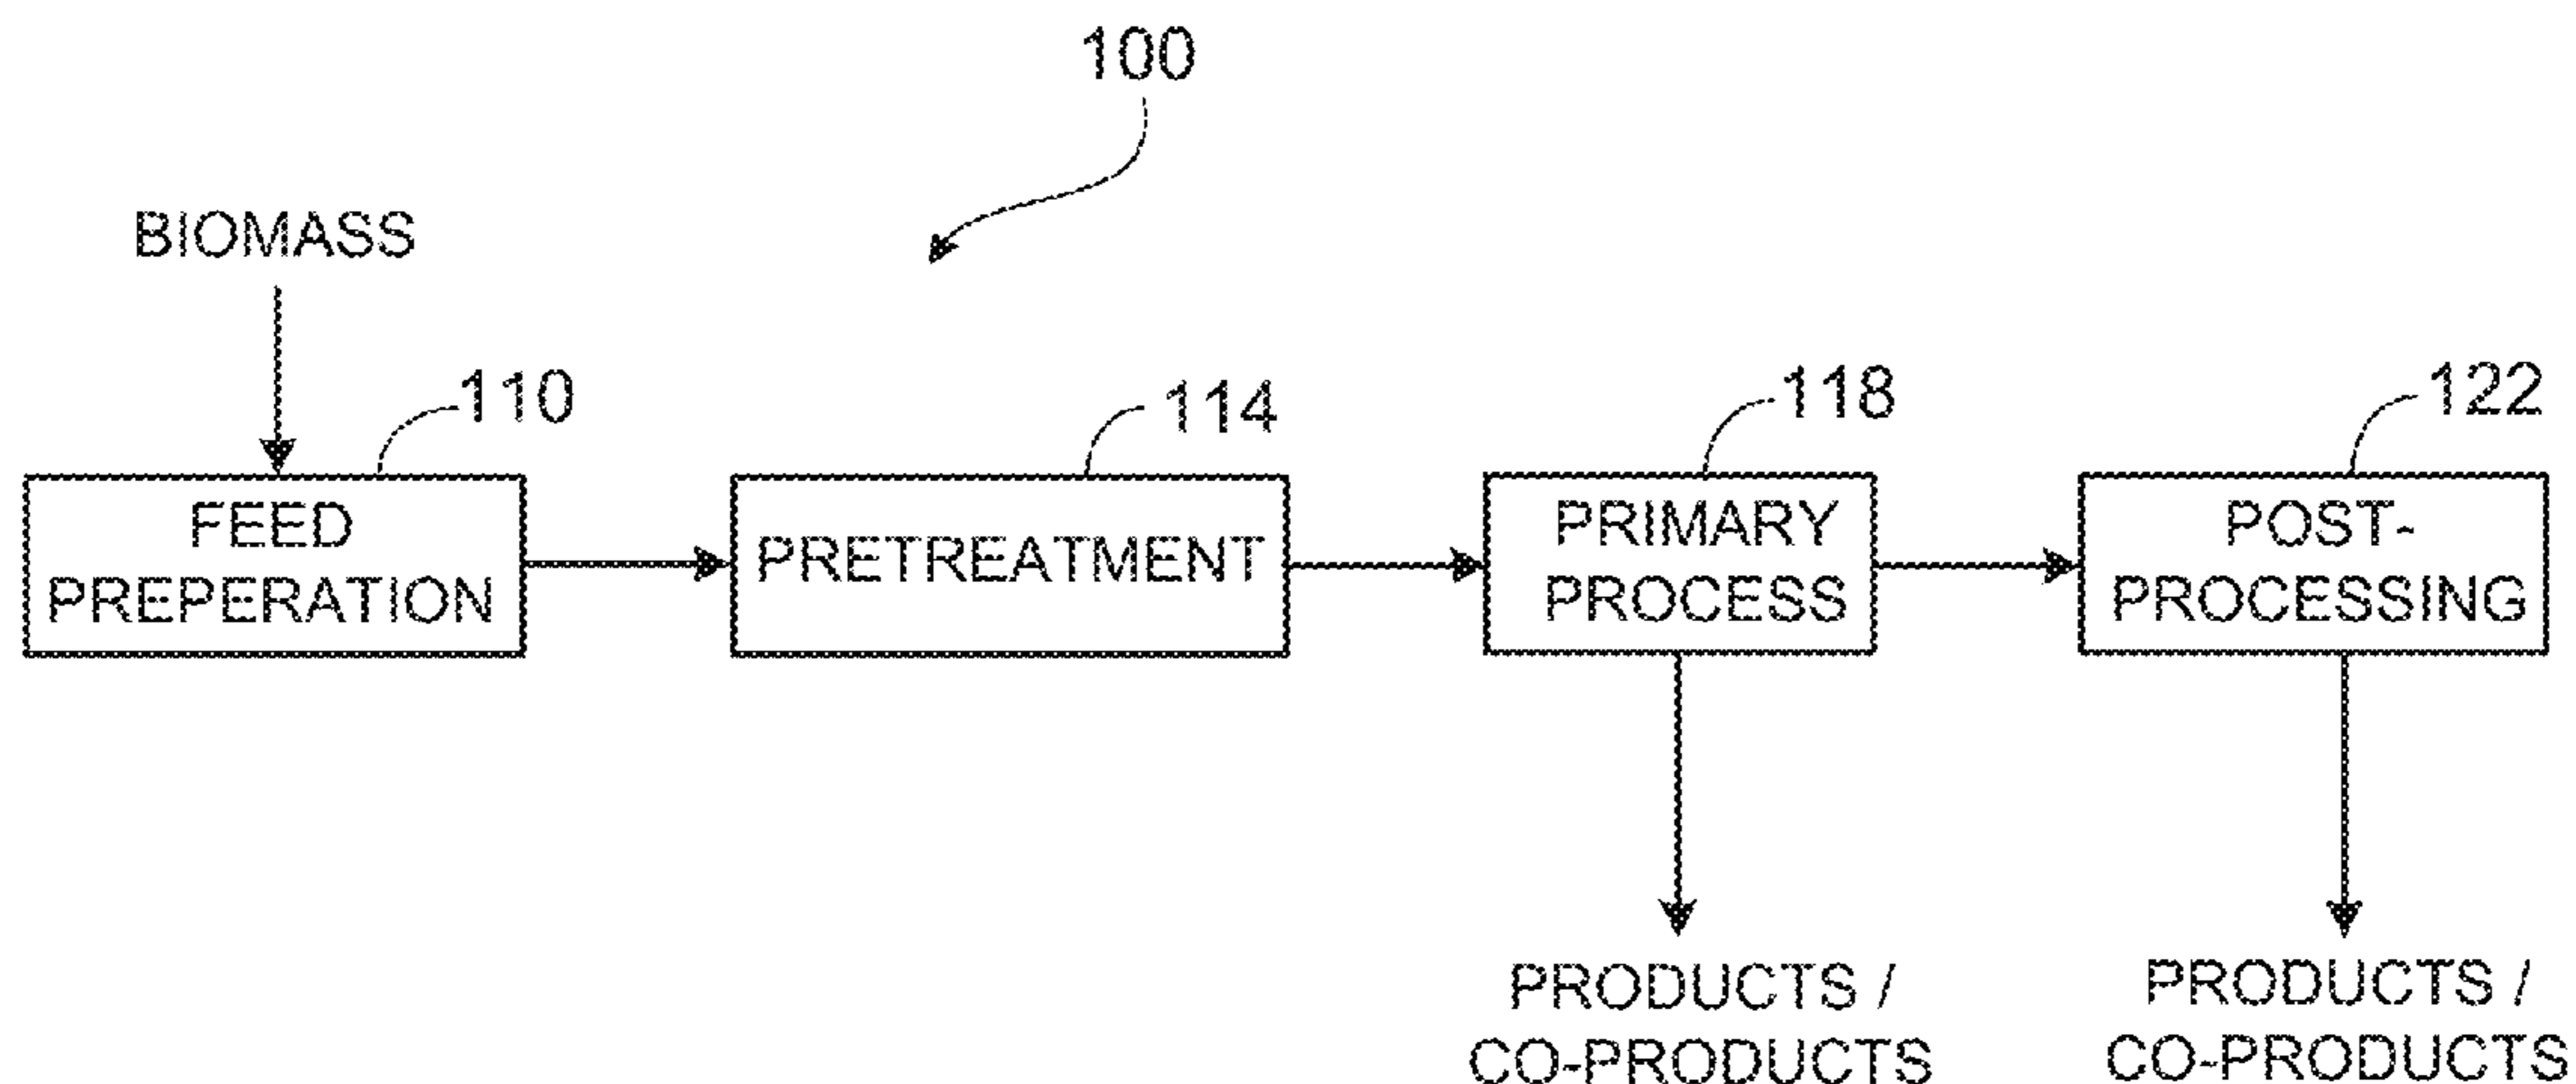 100
BIOMASS
110
114
118
122
FEED
PREPERATION
PRETREATMENT
PRIMARY
PROCESS
POST-
PROCESSING
PRODUCTS /
CO-PRODUCTS
PRODUCTS /
CO-PRODUCTS